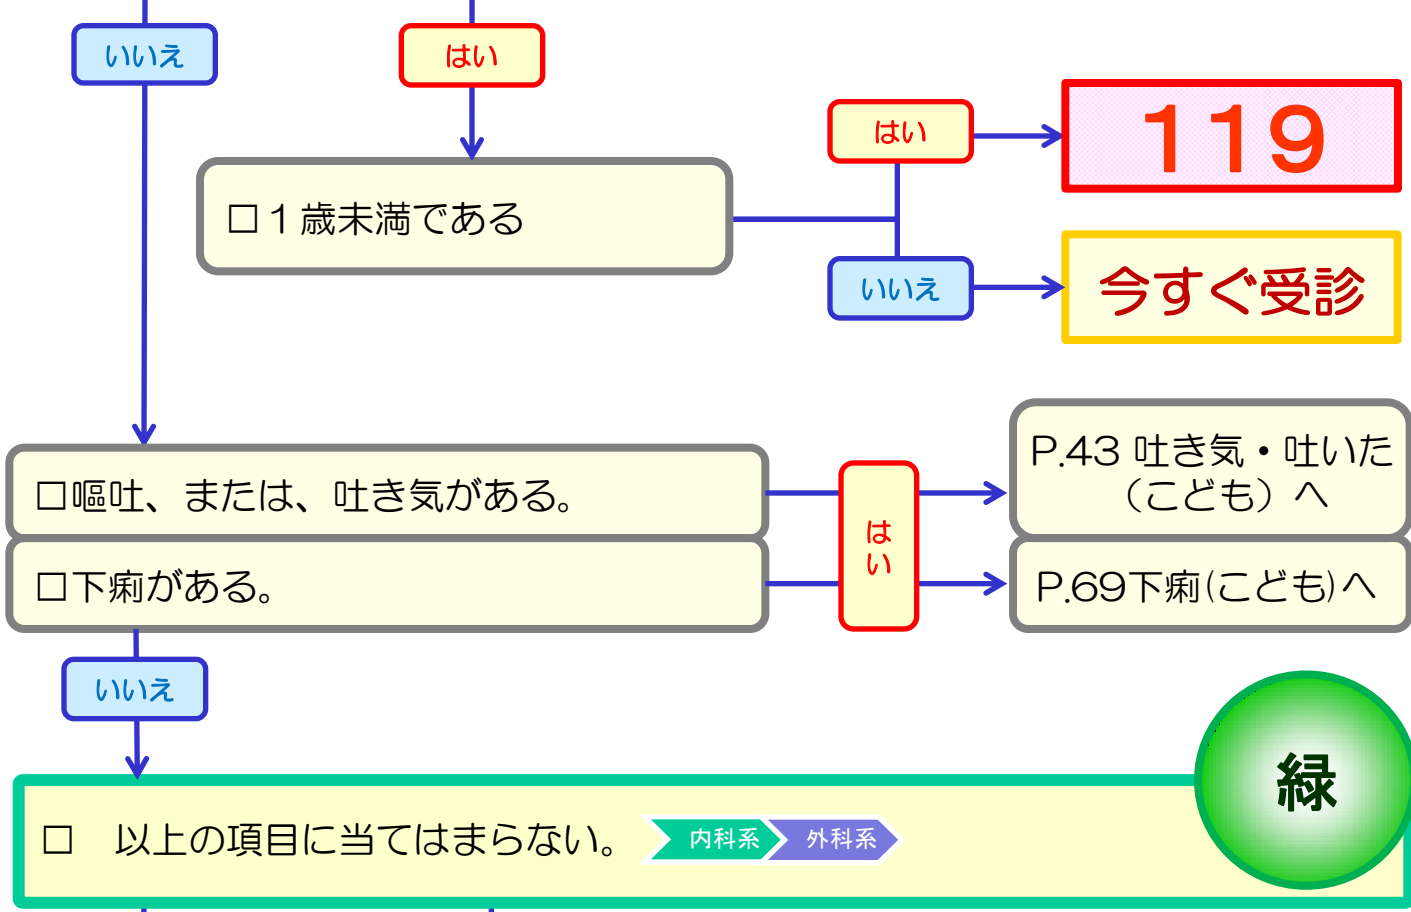 いいえ
はい
はい
119
□1歳未満である
いいえ
今すぐ受診
□嘔吐、または、吐き気がある。
はい
P.43 吐き気・吐いた
（こども）へ
□下痢がある。
P.69下痢(こども)へ
いいえ
緑
□　以上の項目に当てはまらない。 内科系 外科系